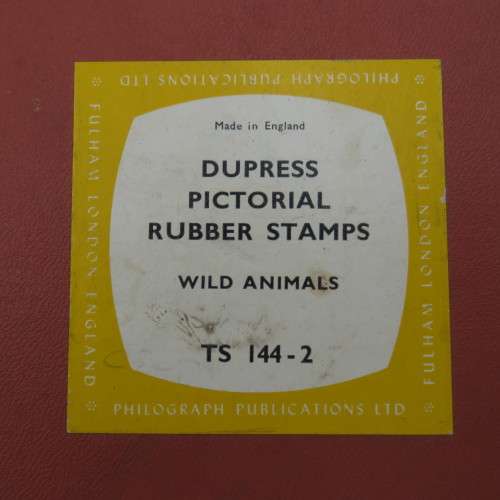 PHILOGRAPH PUBLICATIONS LTD
Made in England
DUPRESS
PICTORIAL
RUBBER STAMPS
WILD ANIMALS
TS 144-2
FULHAM LONDON ENGLAND
FULHAM LONDON ENGLAND
PHILOGRAPH PUBLICATIONS LTD